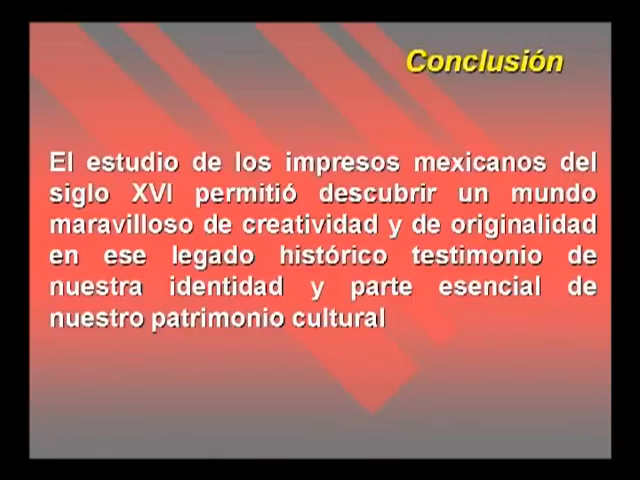 Conclusión
El estudio de los impresos mexicanos del
siglo XVI permitió descubrir un mundo
maravilloso de creatividad y de originalidad
en ese legado histórico testimonio de
nuestra identidad y parte esencial de
nuestro patrimonio cultural